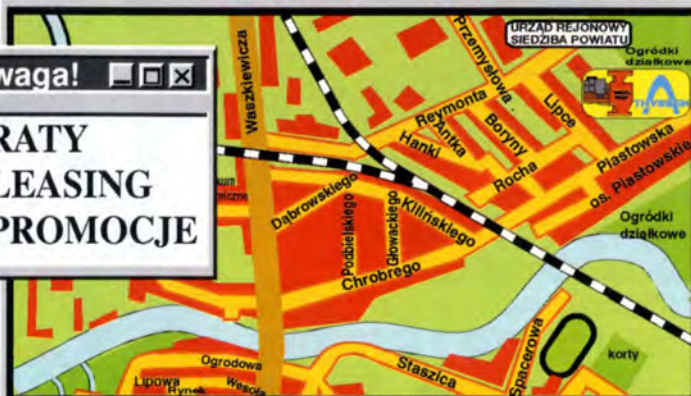 waga!
RATY
LEASING
PROMOCJE
Waszkiewicza
Przemysłowa
URZĄD REJONOWY
SIEDZIBA POWIATU
Ogródki
działkowe
Reymonta
Hanki
Antka
Boryny
Lipce
Rocha
Piastowska
os. Piastowskie
Ogródki
działkowe
Dąbrowskiego
Podbielskiego
Głowackiego
Kilińskiego
Chrobrego
Ogrodowa
Lipowa
Rynek
Wesoła
Staszica
Spacerowa
korty